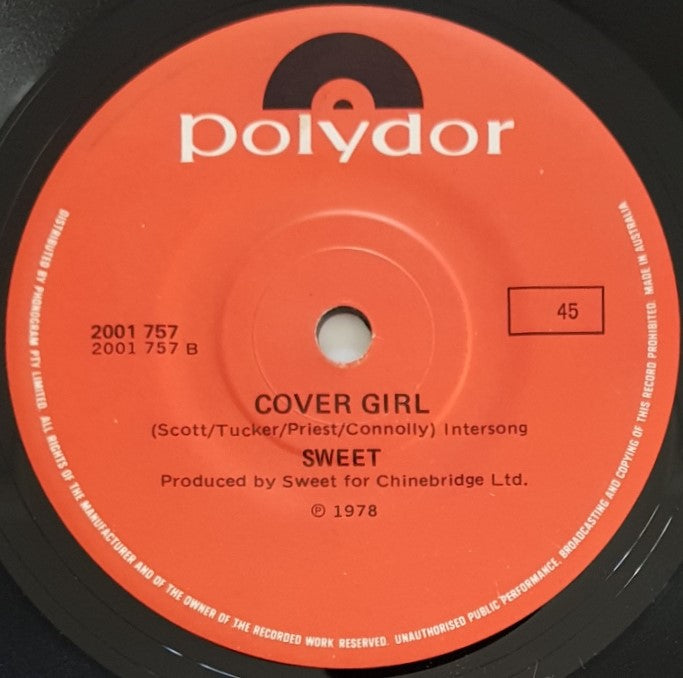 polydor
2001 757
2001 757 B
45
COVER GIRL
(Scott/Tucker/Priest/Connolly) Intersong
SWEET
Produced by Sweet for Chinebridge Ltd.
℗ 1978
DISTRIBUTED BY PHONOGRAM PTY LIMITED. ALL RIGHTS OF THE MANUFACTURER AND OF THE OWNER OF THE RECORDED WORK RESERVED. UNAUTHORISED PUBLIC PERFORMANCE, BROADCASTING AND COPYING OF THIS RECORD PROHIBITED. MADE IN AUSTRALIA